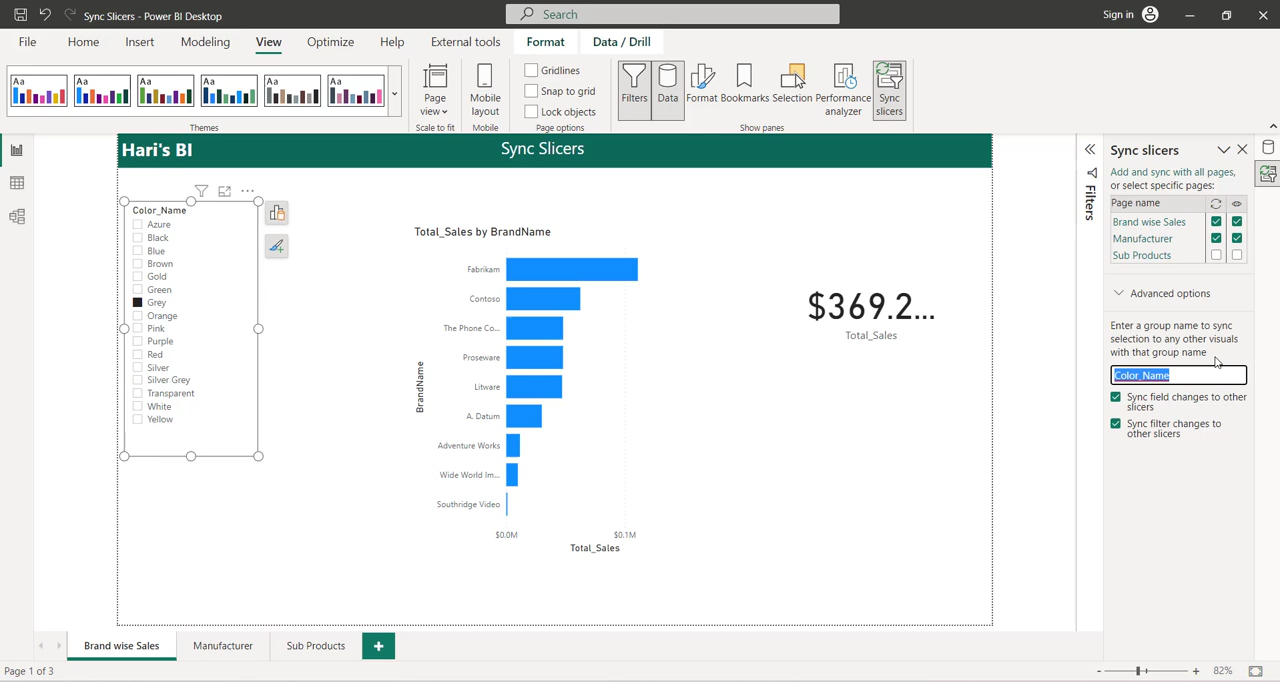 Sync Slicers - Power BI Desktop
Search
Sign in
File
Home
Insert
Modeling
View
Optimize
Help
External tools
Format
Data / Drill
Aa
Aa
Aa
Aa
Aa
Aa
Themes
Page
view
Scale to fit
Mobile
layout
Mobile
Gridlines
Snap to grid
Lock objects
Page options
Filters
Data
Format
Bookmarks
Selection
Performance
analyzer
Sync
slicers
Show panes
Hari's BI
Sync Slicers
Color_Name
Azure
Black
Blue
Brown
Gold
Green
Grey
Orange
Pink
Purple
Red
Silver
Silver Grey
Transparent
White
Yellow
Total_Sales by BrandName
BrandName
Fabrikam
Contoso
The Phone Co...
Proseware
Litware
A. Datum
Adventure Works
Wide World Im...
Southridge Video
$0.0M
$0.1M
Total_Sales
$369.2...
Total_Sales
Filters
Sync slicers
Add and sync with all pages,
or select specific pages:
Page name
Brand wise Sales
Manufacturer
Sub Products
Advanced options
Enter a group name to sync
selection to any other visuals
with that group name
Color_Name
Sync field changes to other
slicers
Sync filter changes to
other slicers
Brand wise Sales
Manufacturer
Sub Products
Page 1 of 3
82%